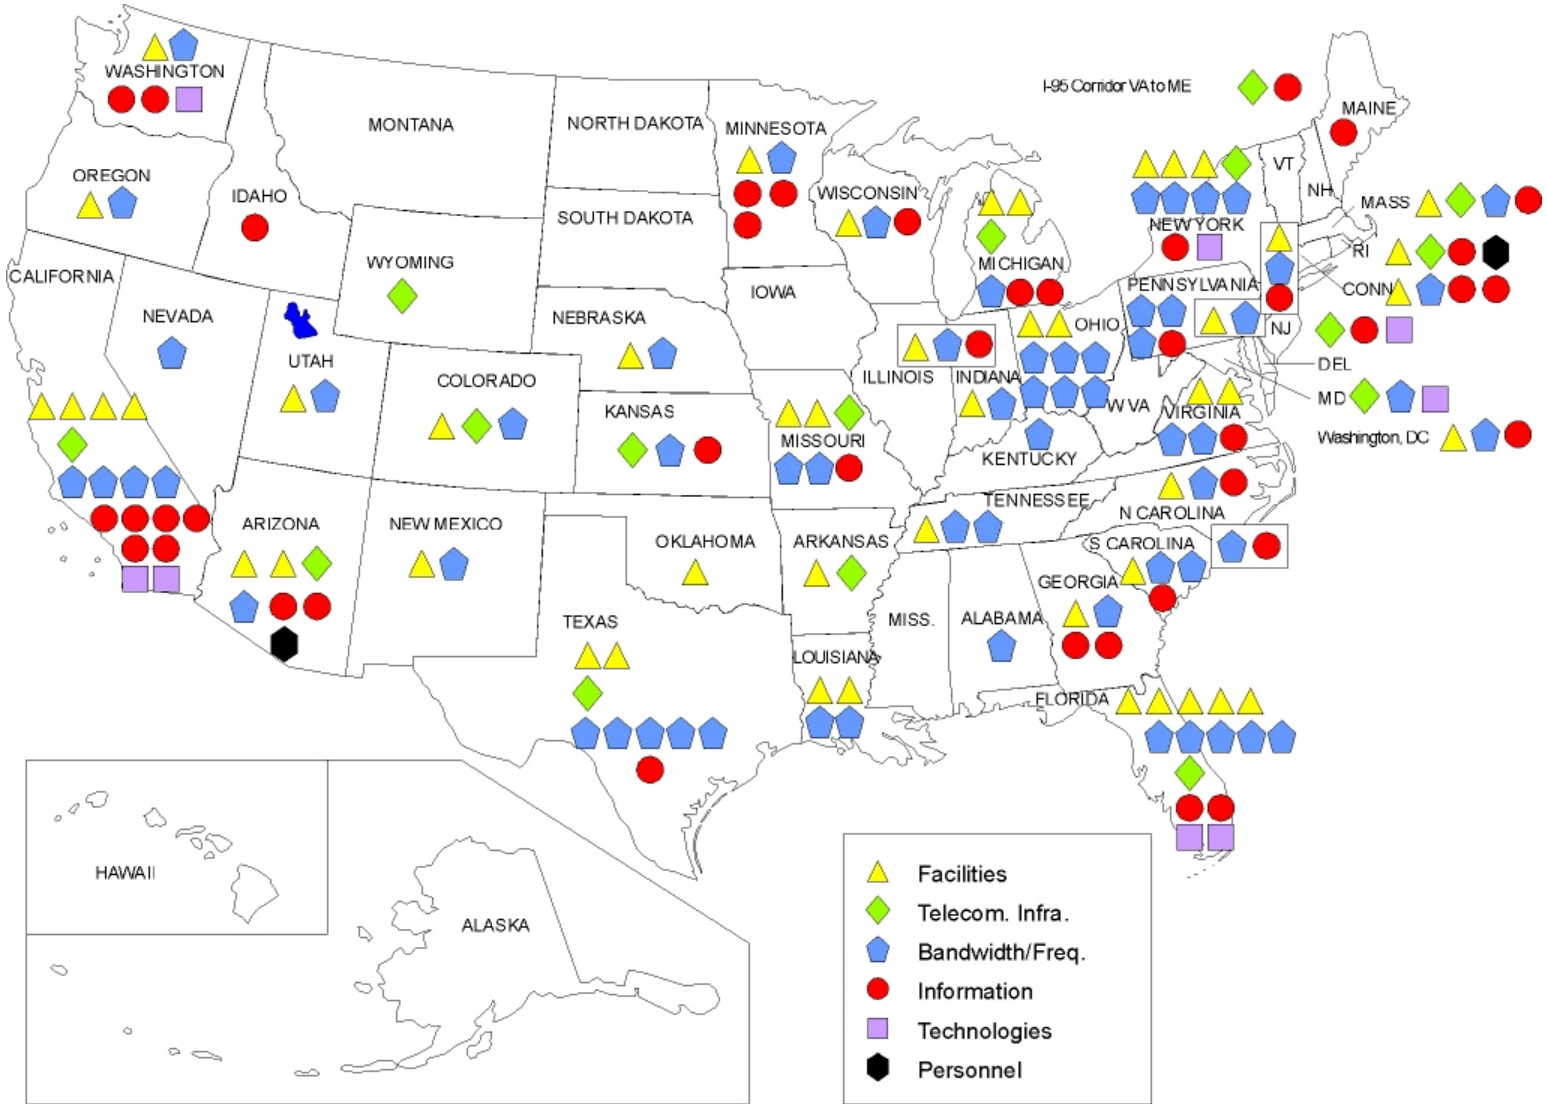 I-95 Corridor VA to ME
WASHINGTON
MAINE
MONTANA
NORTH DAKOTA
MINNESOTA
VT
OREGON
IDAHO
WISCONSIN
NH
MASS
SOUTH DAKOTA
NEW YORK
RI
WYOMING
MICHIGAN
CALIFORNIA
PENNSYLVANIA
CONN
IOWA
NEVADA
NEBRASKA
OHIO
NJ
UTAH
DEL
COLORADO
ILLINOIS
INDIANA
MD
KANSAS
W VA
VIRGINIA
MISSOURI
Washington, DC
KENTUCKY
TENNESSEE
N CAROLINA
ARIZONA
NEW MEXICO
OKLAHOMA
ARKANSAS
S CAROLINA
GEORGIA
TEXAS
MISS.
ALABAMA
LOUISIANA
FLORIDA
HAWAII
ALASKA
Facilities
Telecom. Infra.
Bandwidth/Freq.
Information
Technologies
Personnel